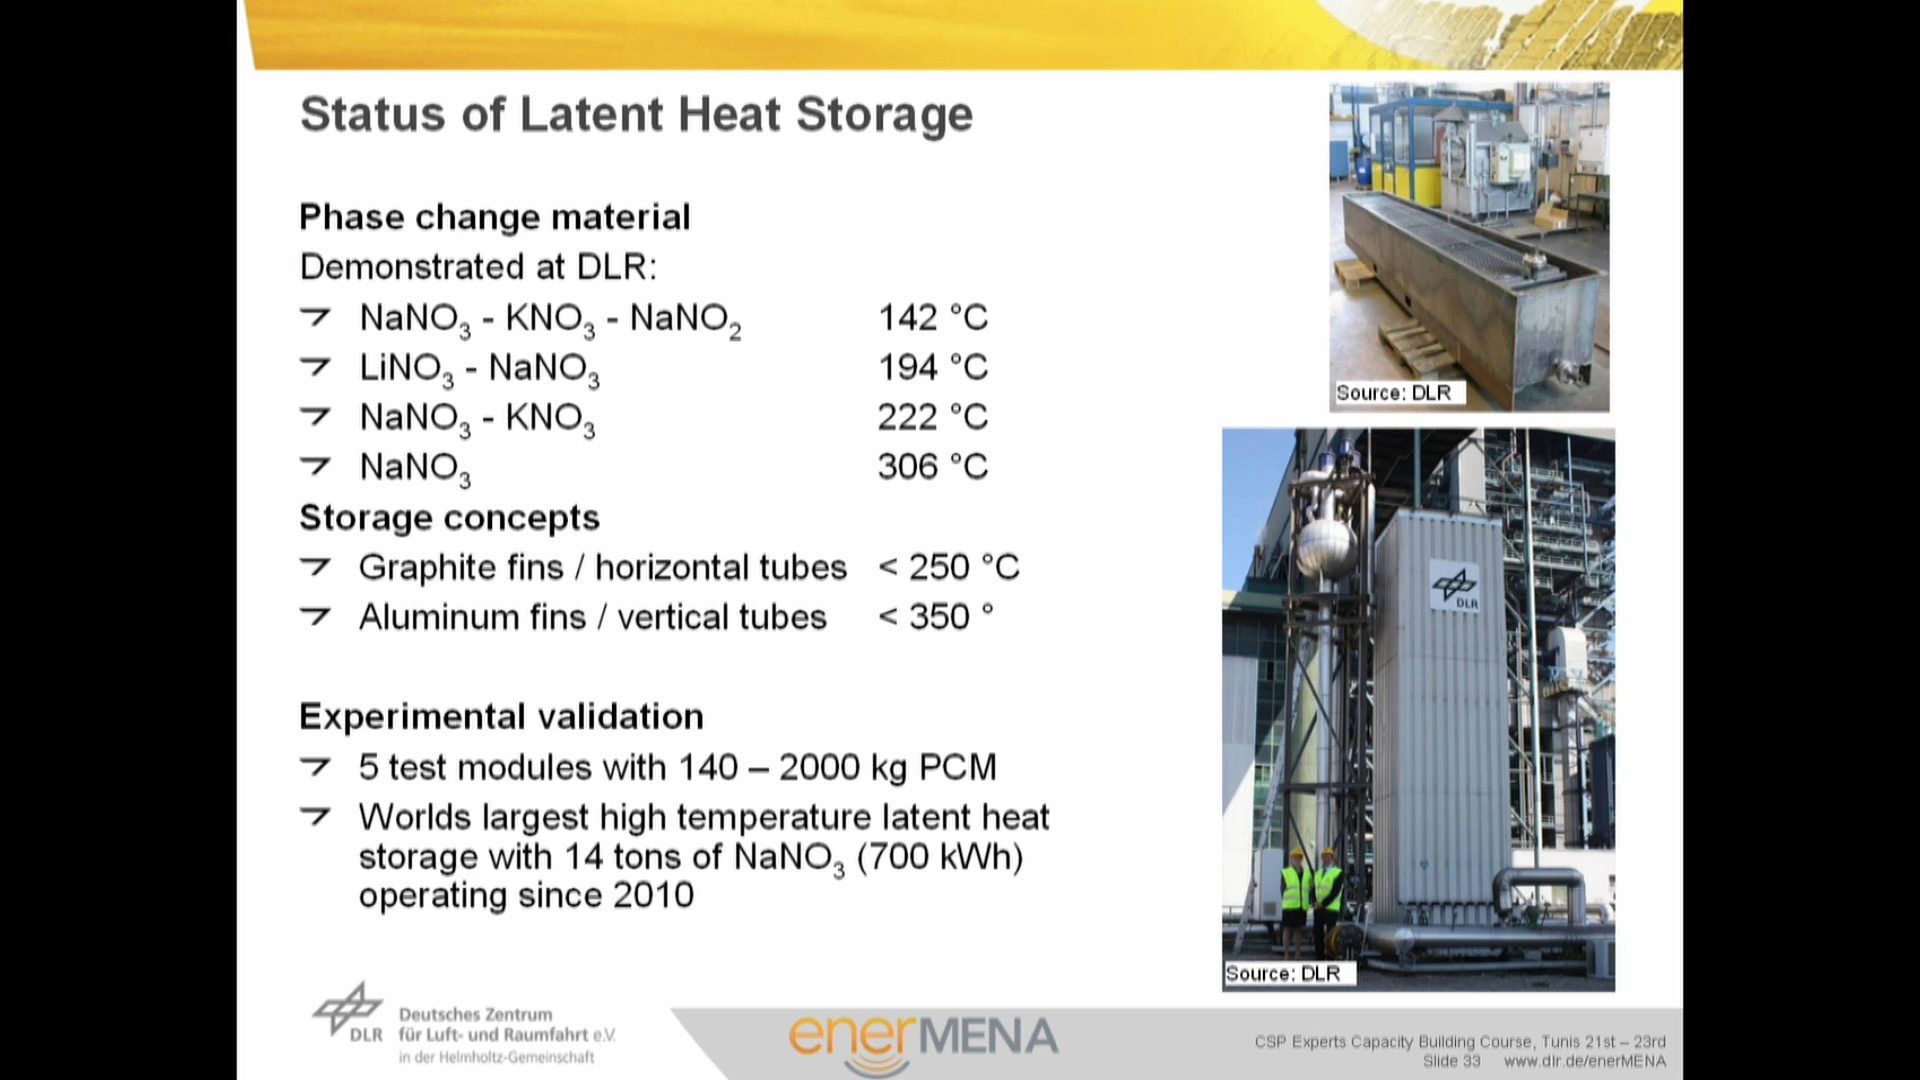 Status of Latent Heat Storage
Phase change material
Demonstrated at DLR:
NaNO₃ - KNO₃ - NaNO₂ 142 °C
LiNO₃ - NaNO₃ 194 °C
NaNO₃ - KNO₃ 222 °C
NaNO₃ 306 °C
Storage concepts
Graphite fins / horizontal tubes < 250 °C
Aluminum fins / vertical tubes < 350 °
Experimental validation
5 test modules with 140 – 2000 kg PCM
Worlds largest high temperature latent heat
storage with 14 tons of NaNO₃ (700 kWh)
operating since 2010
Source: DLR
DLR
Source: DLR
DLR
Deutsches Zentrum
für Luft- und Raumfahrt e.V.
in der Helmholtz-Gemeinschaft
enerMENA
CSP Experts Capacity Building Course, Tunis 21st – 23rd
Slide 33 www.dlr.de/enerMENA